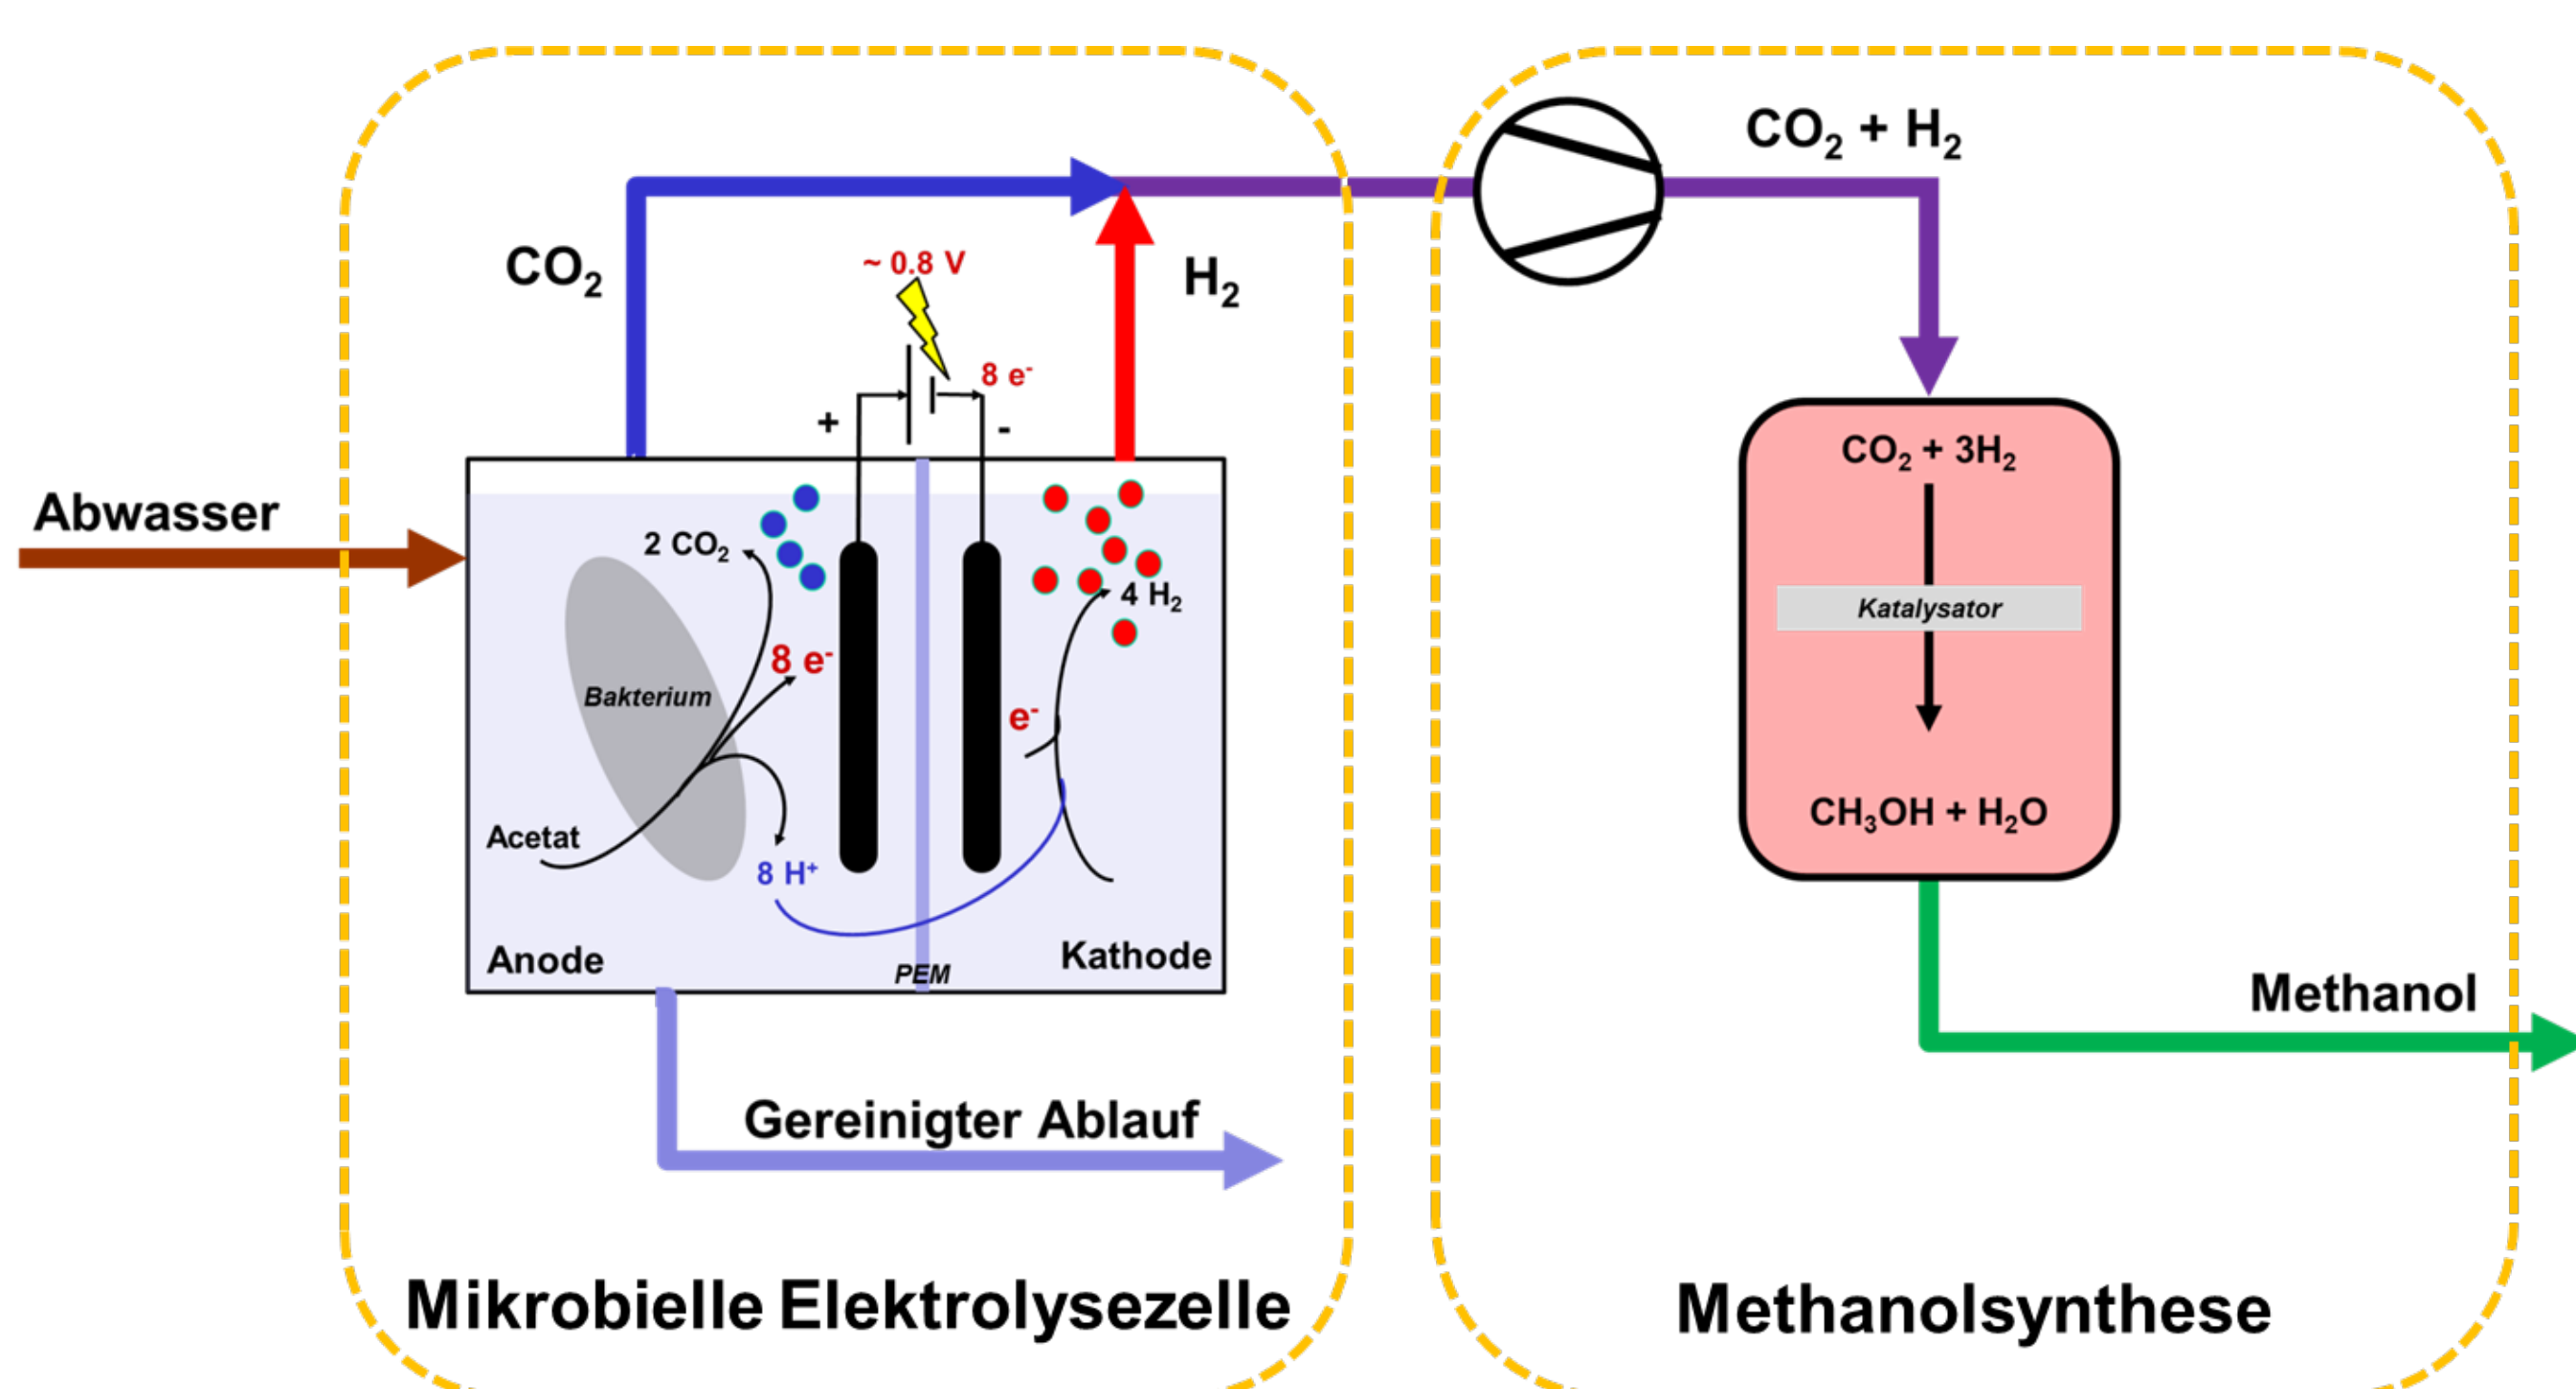 Abwasser
CO₂
~ 0.8 V
8 e⁻
+
-
H₂
2 CO₂
8 e⁻
Bakterium
Acetat
8 H⁺
e⁻
4 H₂
Anode
PEM
Kathode
Gereinigter Ablauf
Mikrobielle Elektrolysezelle
CO₂ + H₂
CO₂ + 3H₂
Katalysator
CH₃OH + H₂O
Methanol
Methanolsynthese